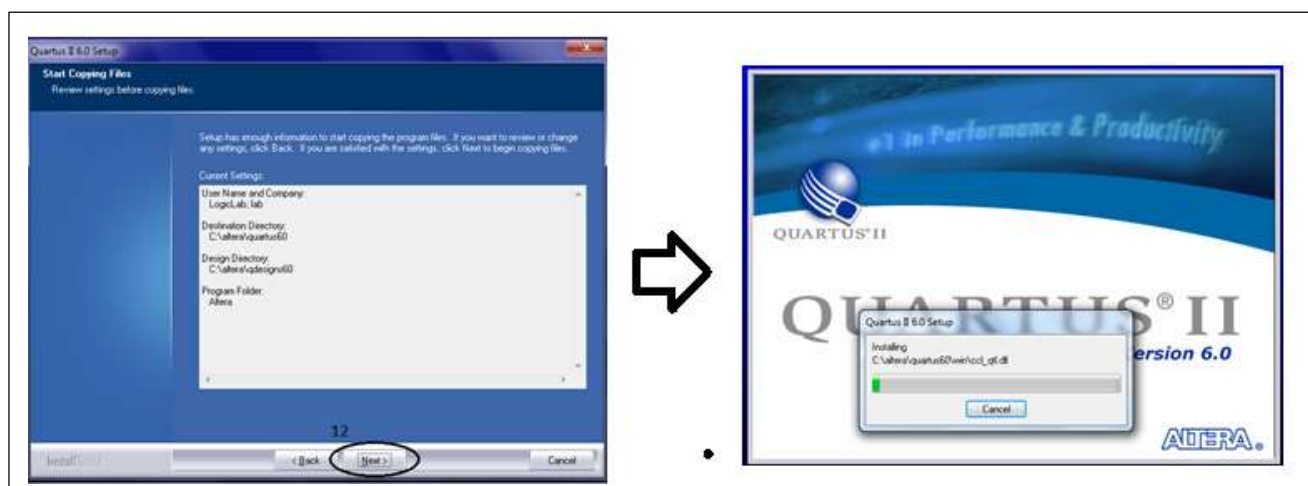 Quartus II 6.0 Setup
Start Copying Files
Review settings before copying files.
Setup has enough information to start copying the program files. If you want to review or change
any settings, click Back. If you are satisfied with the settings, click Next to begin copying files.
Current Settings:
User Name and Company:
LogicLab; lab
Destination Directory:
C:\altera\quartus60
Design Directory:
C:\altera\qdesigns60
Program Folder:
Altera
12
< Back
Next >
Cancel
#1 in Performance & Productivity
QUARTUS II
QUARTUS® II
Version 6.0
Quartus II 6.0 Setup
Installing
Cancel
ALTERA®